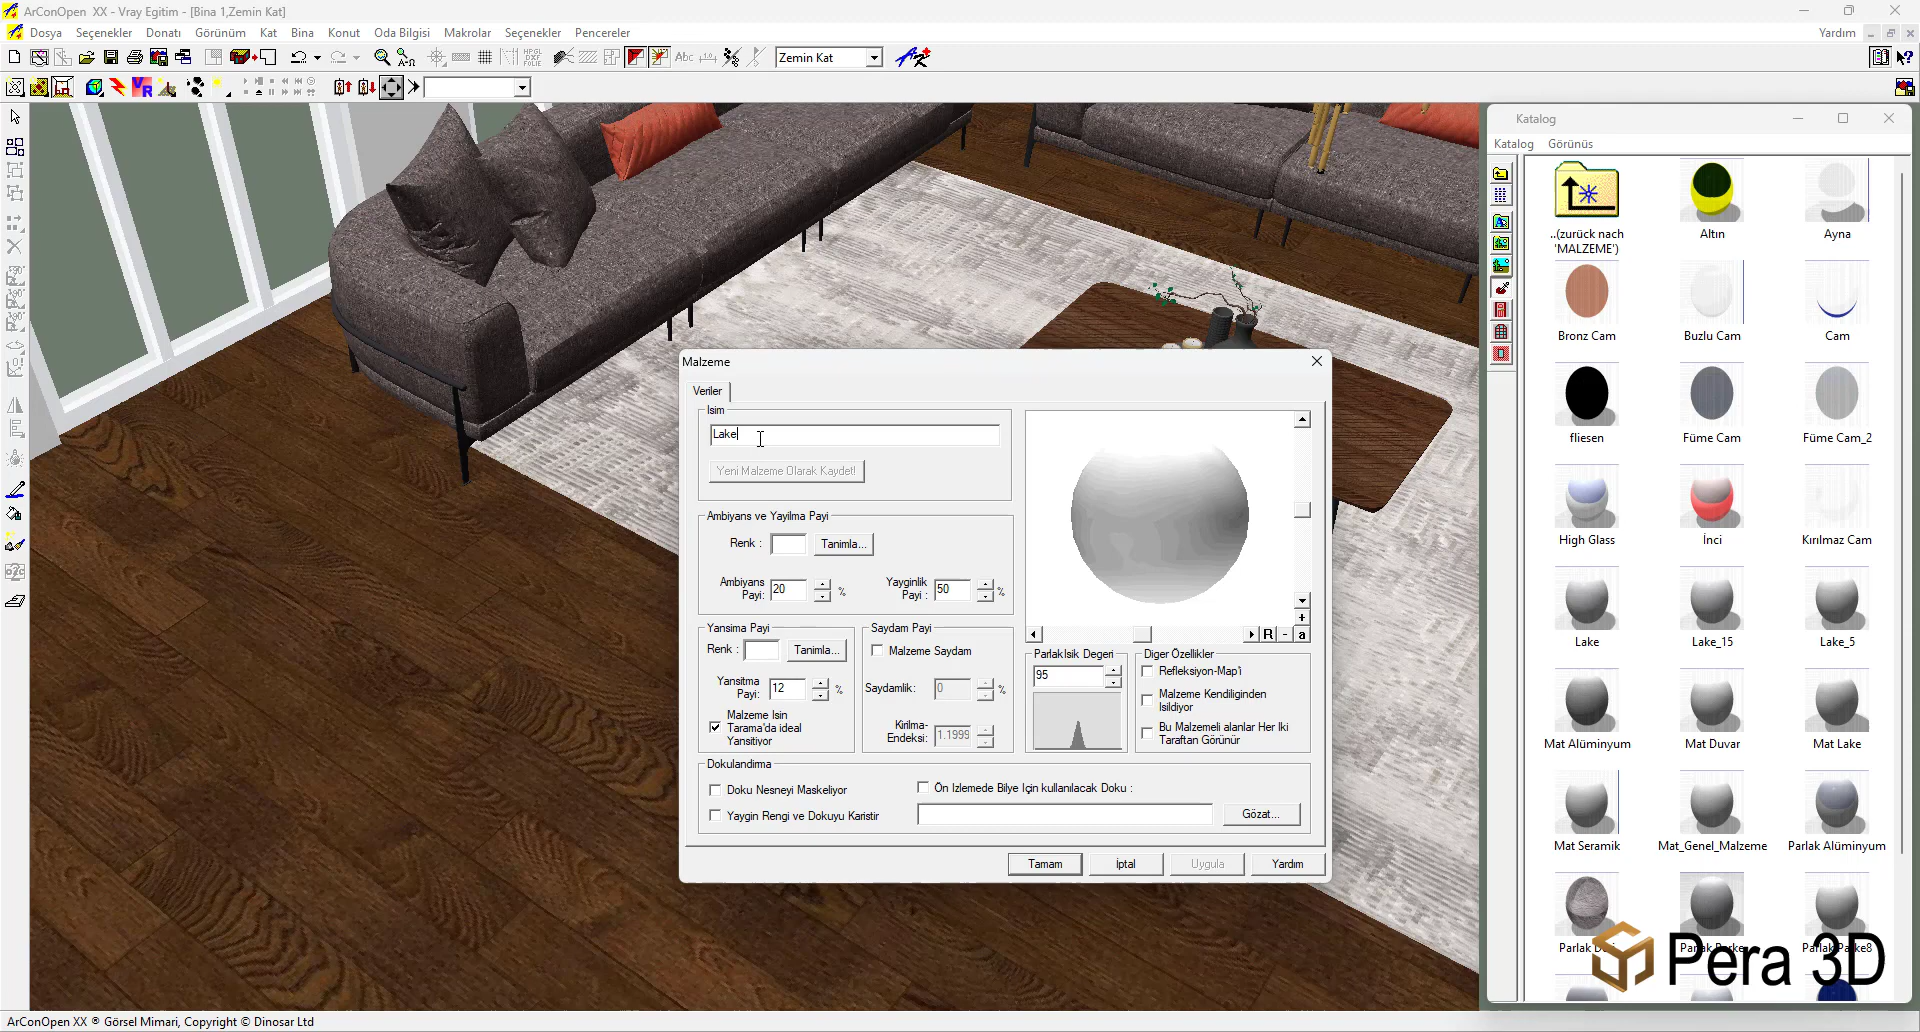 ArConOpen XX - Vray Egitim - [Bina 1,Zemin Kat]
Dosya Seçenekler Donatı Görünüm Kat Bina Konut Oda Bilgisi Makrolar Seçenekler Pencereler Yardım
Zemin Kat
Katalog
Katalog Görünüs
..(zurück nach 'MALZEME')
Altın
Ayna
Bronz Cam
Buzlu Cam
Cam
fliesen
Füme Cam
Füme Cam_2
High Glass
İnci
Kırılmaz Cam
Lake
Lake_15
Lake_5
Mat Alüminyum
Mat Duvar
Mat Lake
Mat Seramik
Mat_Genel_Malzeme
Parlak Alüminyum
Pera 3D
Malzeme
Veriler
Isim
Lake
Yeni Malzeme Olarak Kaydet!
Ambiyans ve Yayilma Payi
Renk : Tanimla...
Ambiyans Payi: 20 %
Yayginlik Payi : 50 %
Yansima Payi
Renk : Tanimla...
Yansitma Payi: 12 %
Malzeme Isin Tarama'da ideal Yansitiyor
Saydam Payi
Malzeme Saydam
Saydamlik: 0 %
Kirilma-Endeksi: 1.1999
R - a
+
ParlakIsik Degeri
95
Diger Özellikler
Refleksiyon-Map'i
Malzeme Kendiliginden Isildiyor
Bu Malzemeli alanlar Her Iki Taraftan Görünür
Dokulandirma
Doku Nesneyi Maskeliyor
Yaygin Rengi ve Dokuyu Karistir
Ön Izlemede Bilye Için kullanılacak Doku :
Gözat...
Tamam
İptal
Uygula
Yardım
ArConOpen XX ® Görsel Mimari, Copyright © Dinosar Ltd